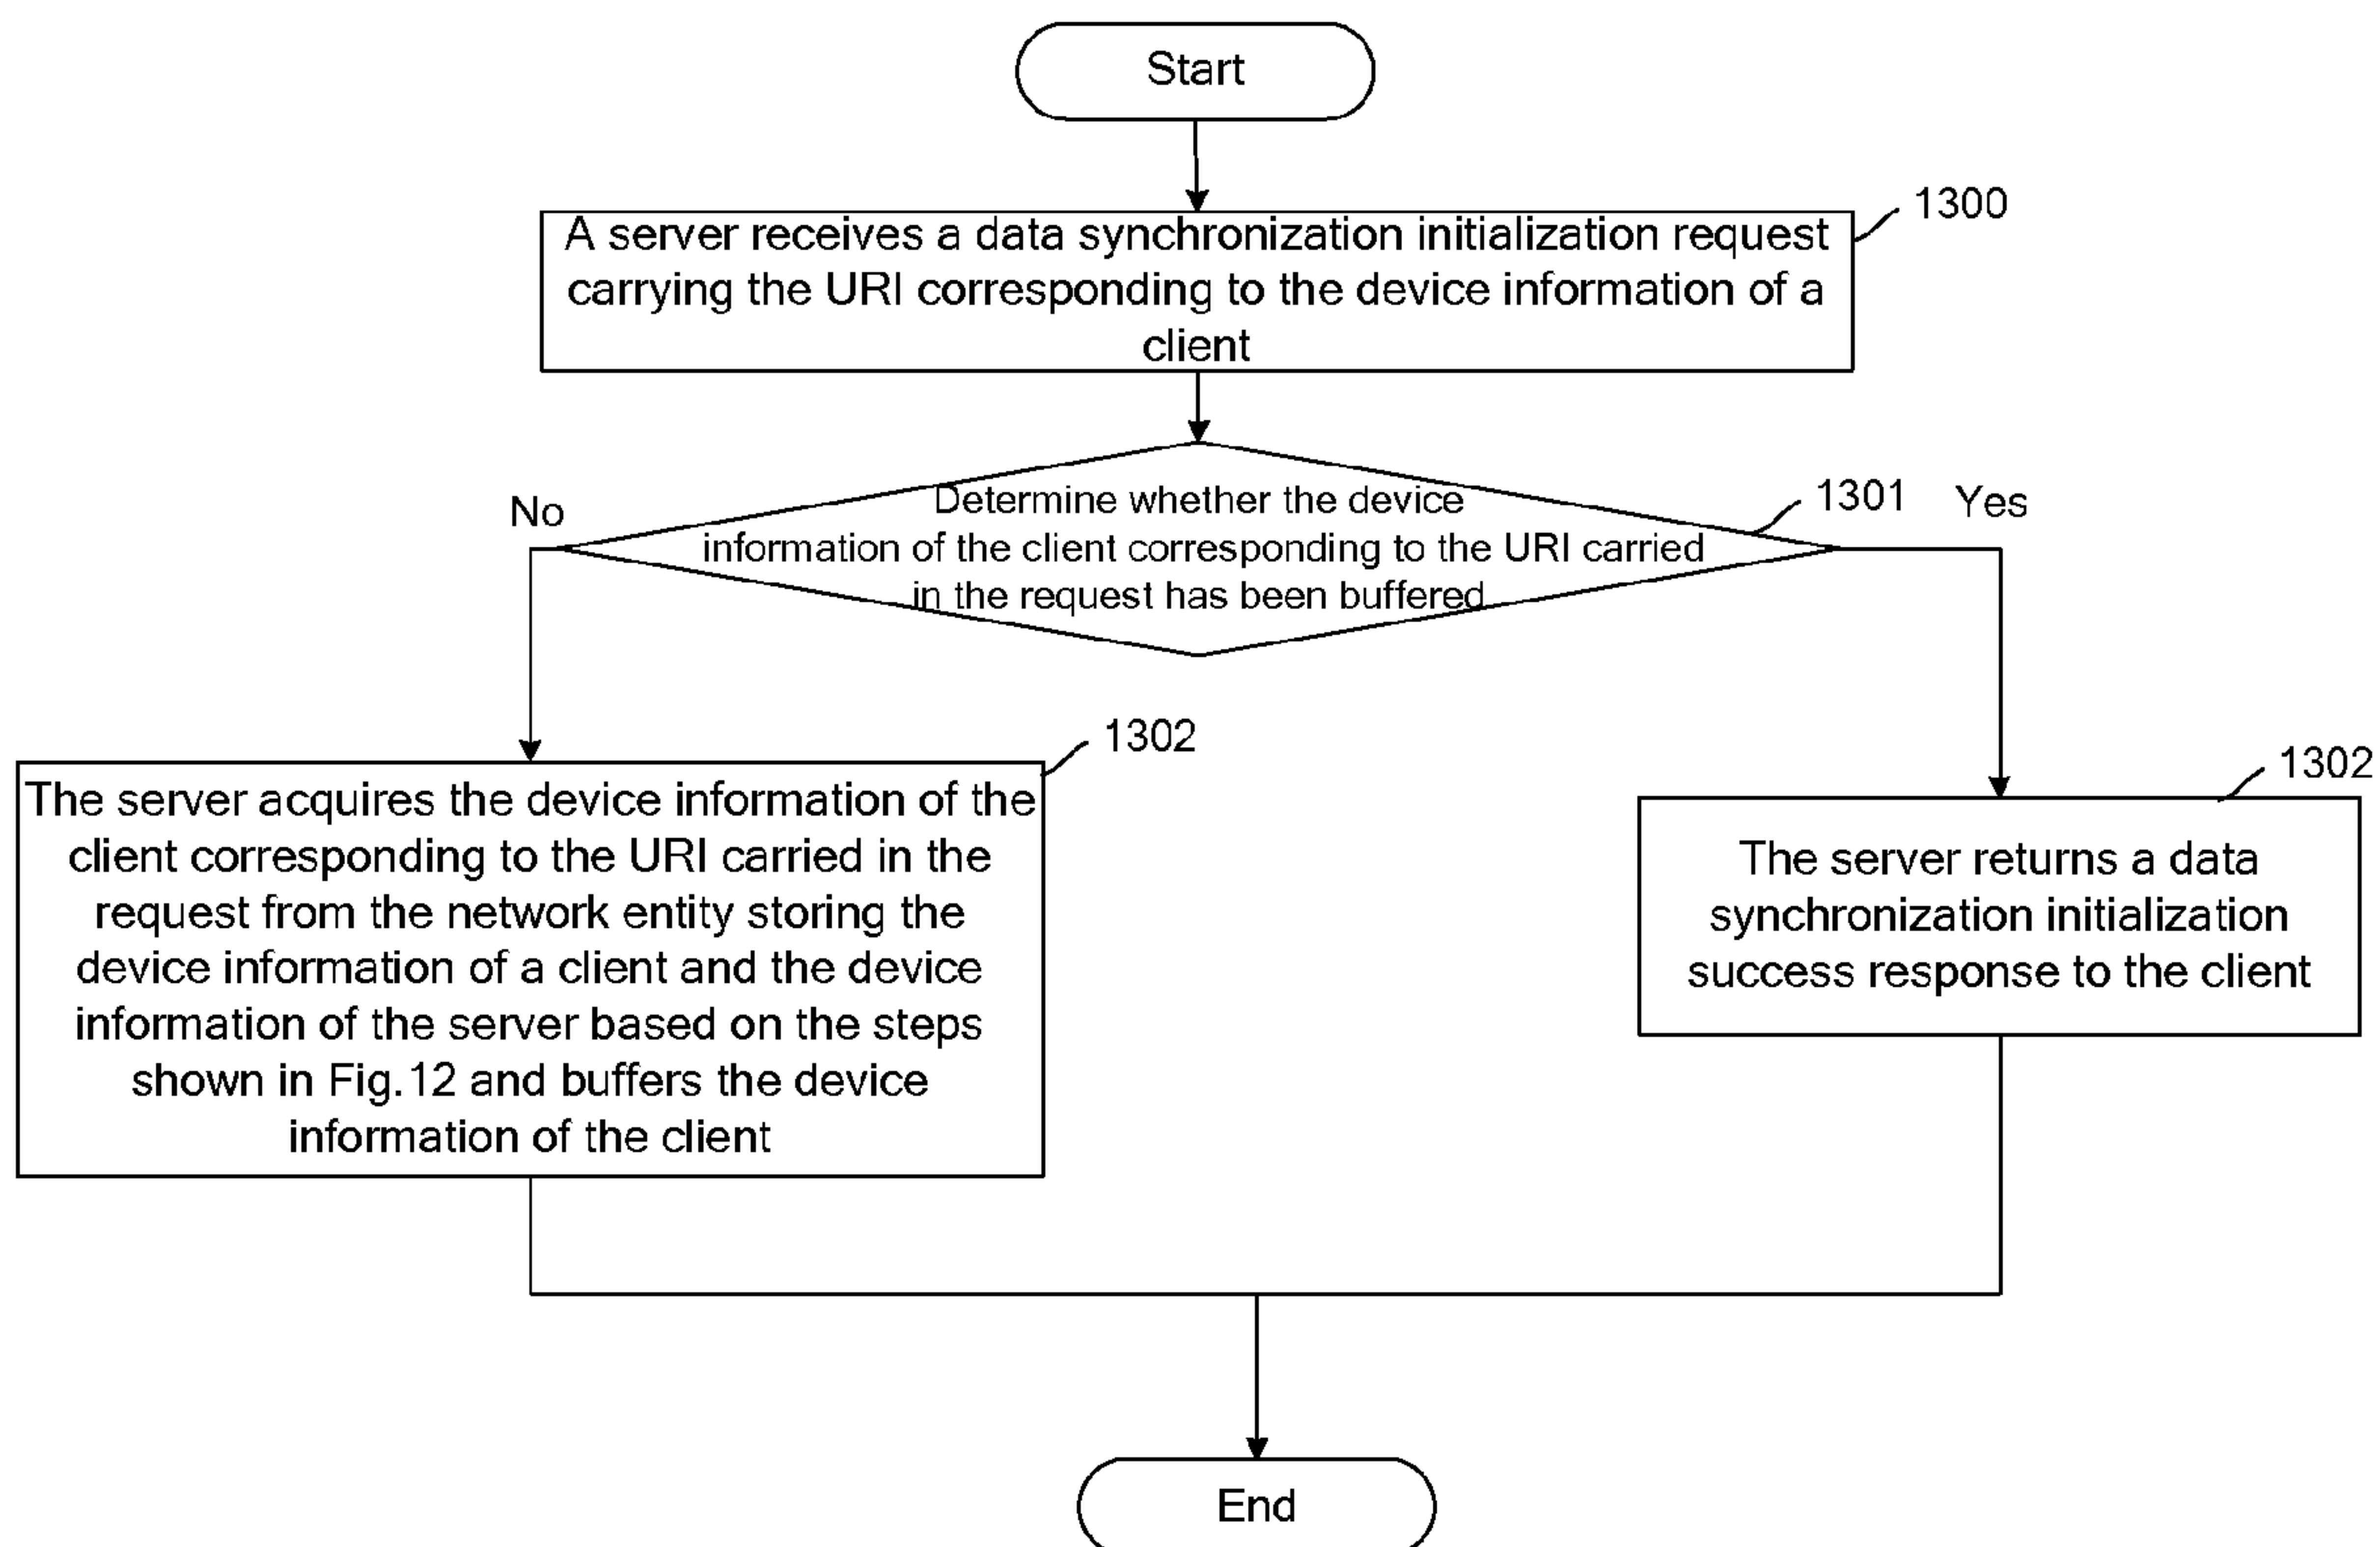 Start
1300
A server receives a data synchronization initialization request
carrying the URI corresponding to the device information of a
client
No
1301
Yes
Determine whether the device
information of the client corresponding to the URI carried
in the request has been buffered
1302
The server acquires the device information of the
client corresponding to the URI carried in the
request from the network entity storing the
device information of a client and the device
information of the server based on the steps
shown in Fig.12 and buffers the device
information of the client
1302
The server returns a data
synchronization initialization
success response to the client
End